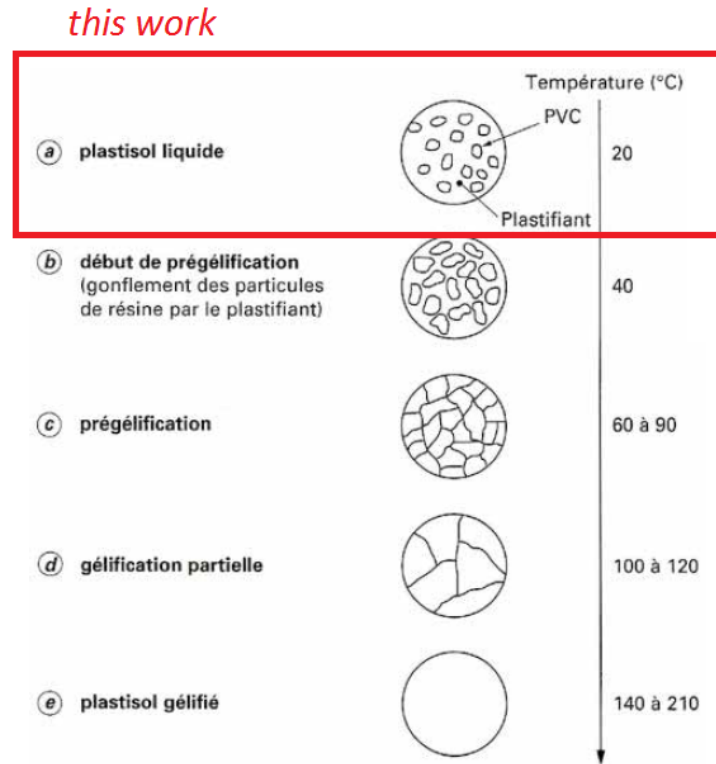 this work
Température (°C)
PVC
a plastisol liquide
20
Plastifiant
b début de prégélification
(gonflement des particules
de résine par le plastifiant)
40
c prégélification
60 à 90
d gélification partielle
100 à 120
e plastisol gélifié
140 à 210